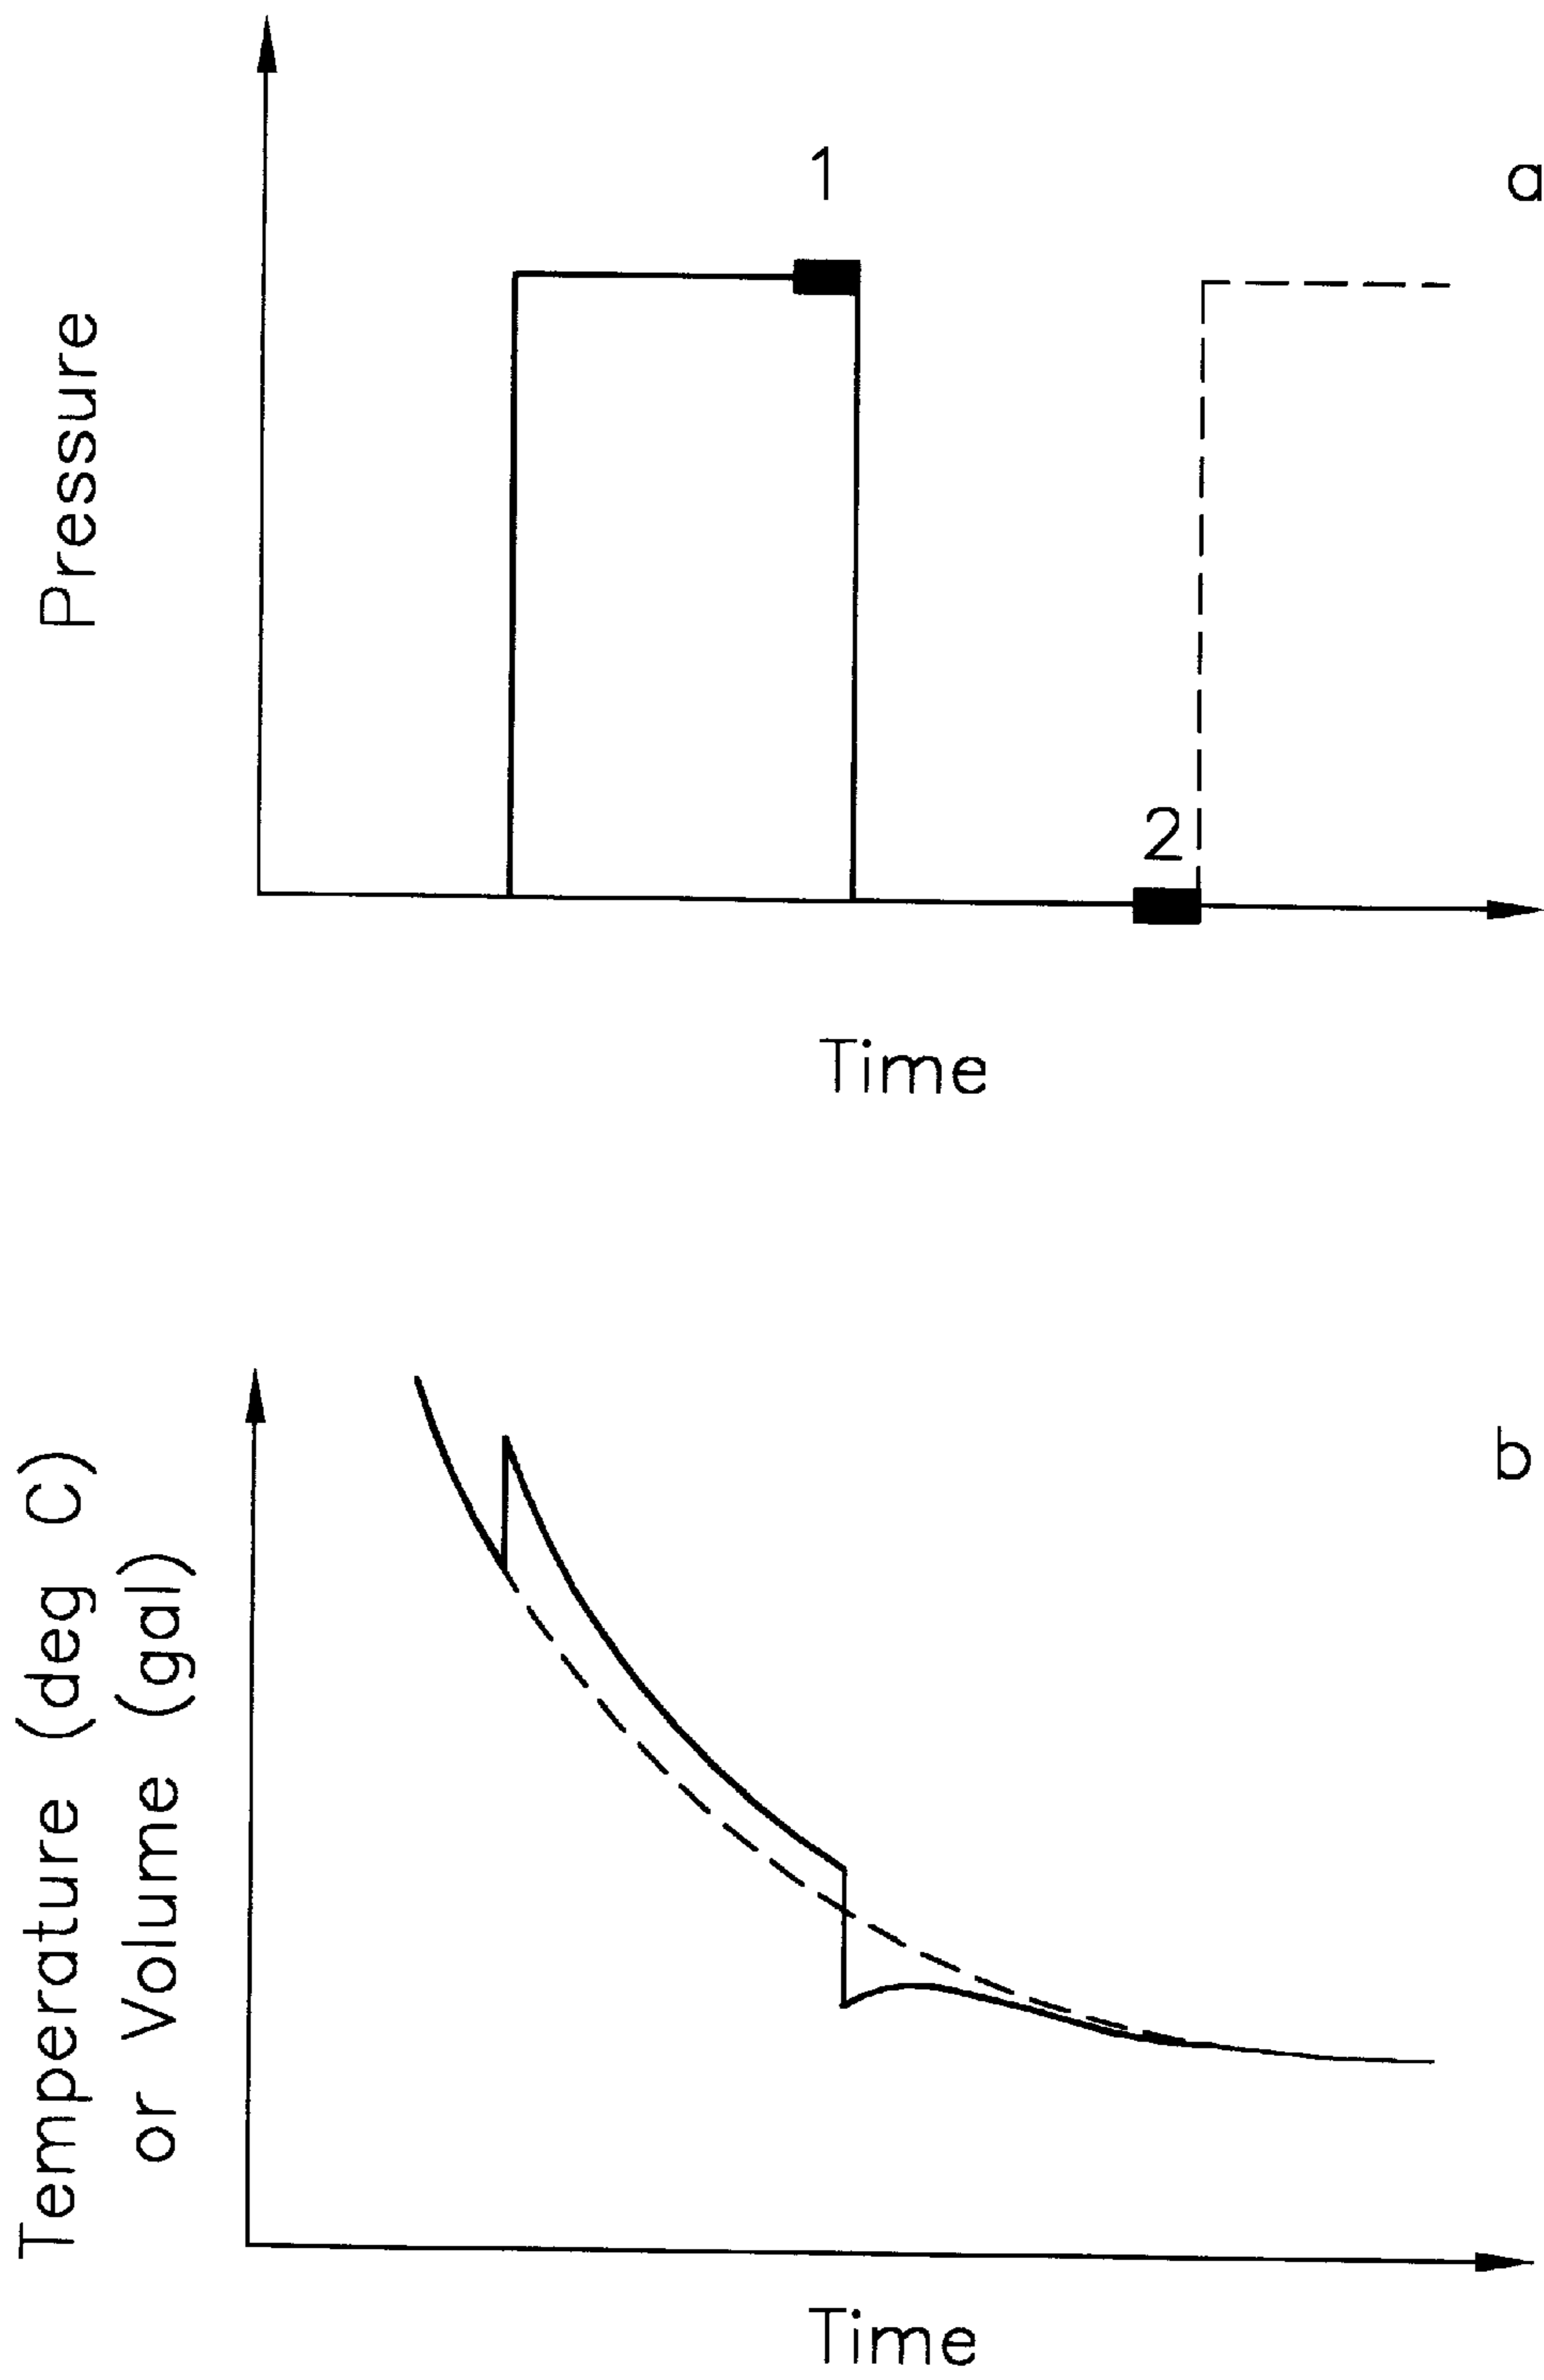 1
a
Pressure
2
Time
b
Temperature (deg C)
or Volume (gal)
Time